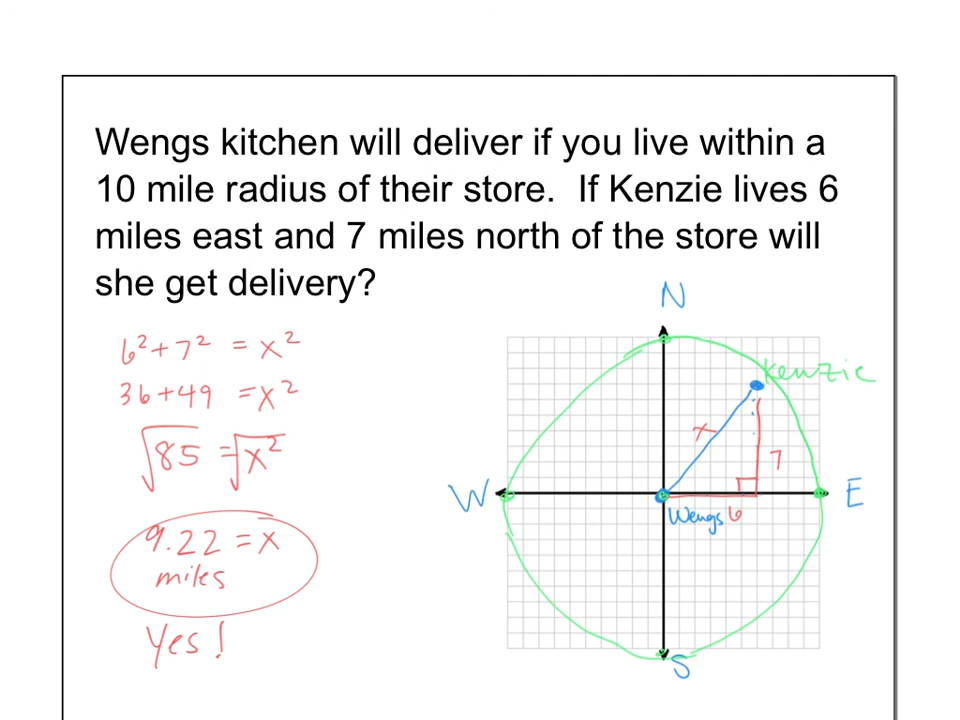 Wengs kitchen will deliver if you live within a
10 mile radius of their store.  If Kenzie lives 6
miles east and 7 miles north of the store will
she get delivery?
N
6² + 7² = x²
Kenzie
36 + 49 = x²
x
√85 = √x²
7
W
E
Wengs 6
9.22 = x
miles
Yes!
S